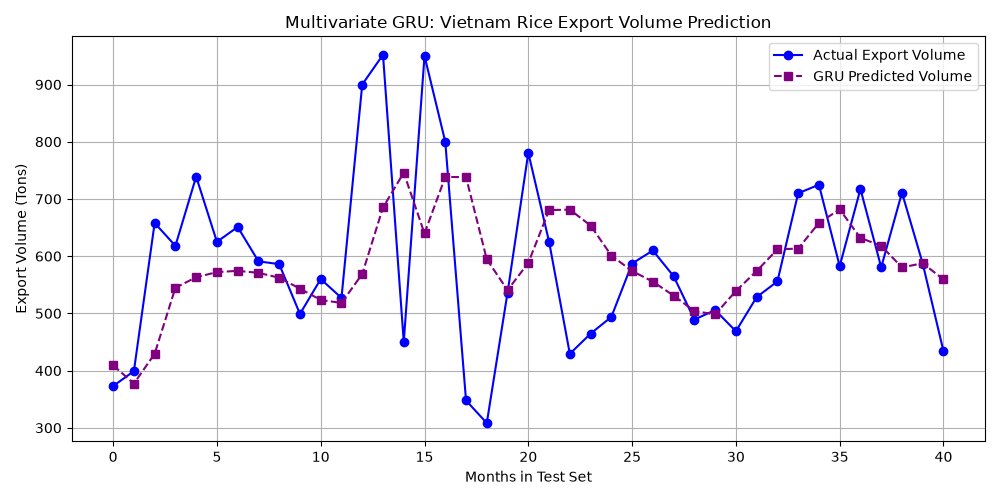 Multivariate GRU: Vietnam Rice Export Volume Prediction
Actual Export Volume
GRU Predicted Volume
Export Volume (Tons)
900
800
700
600
500
400
300
0 5 10 15 20 25 30 35 40
Months in Test Set